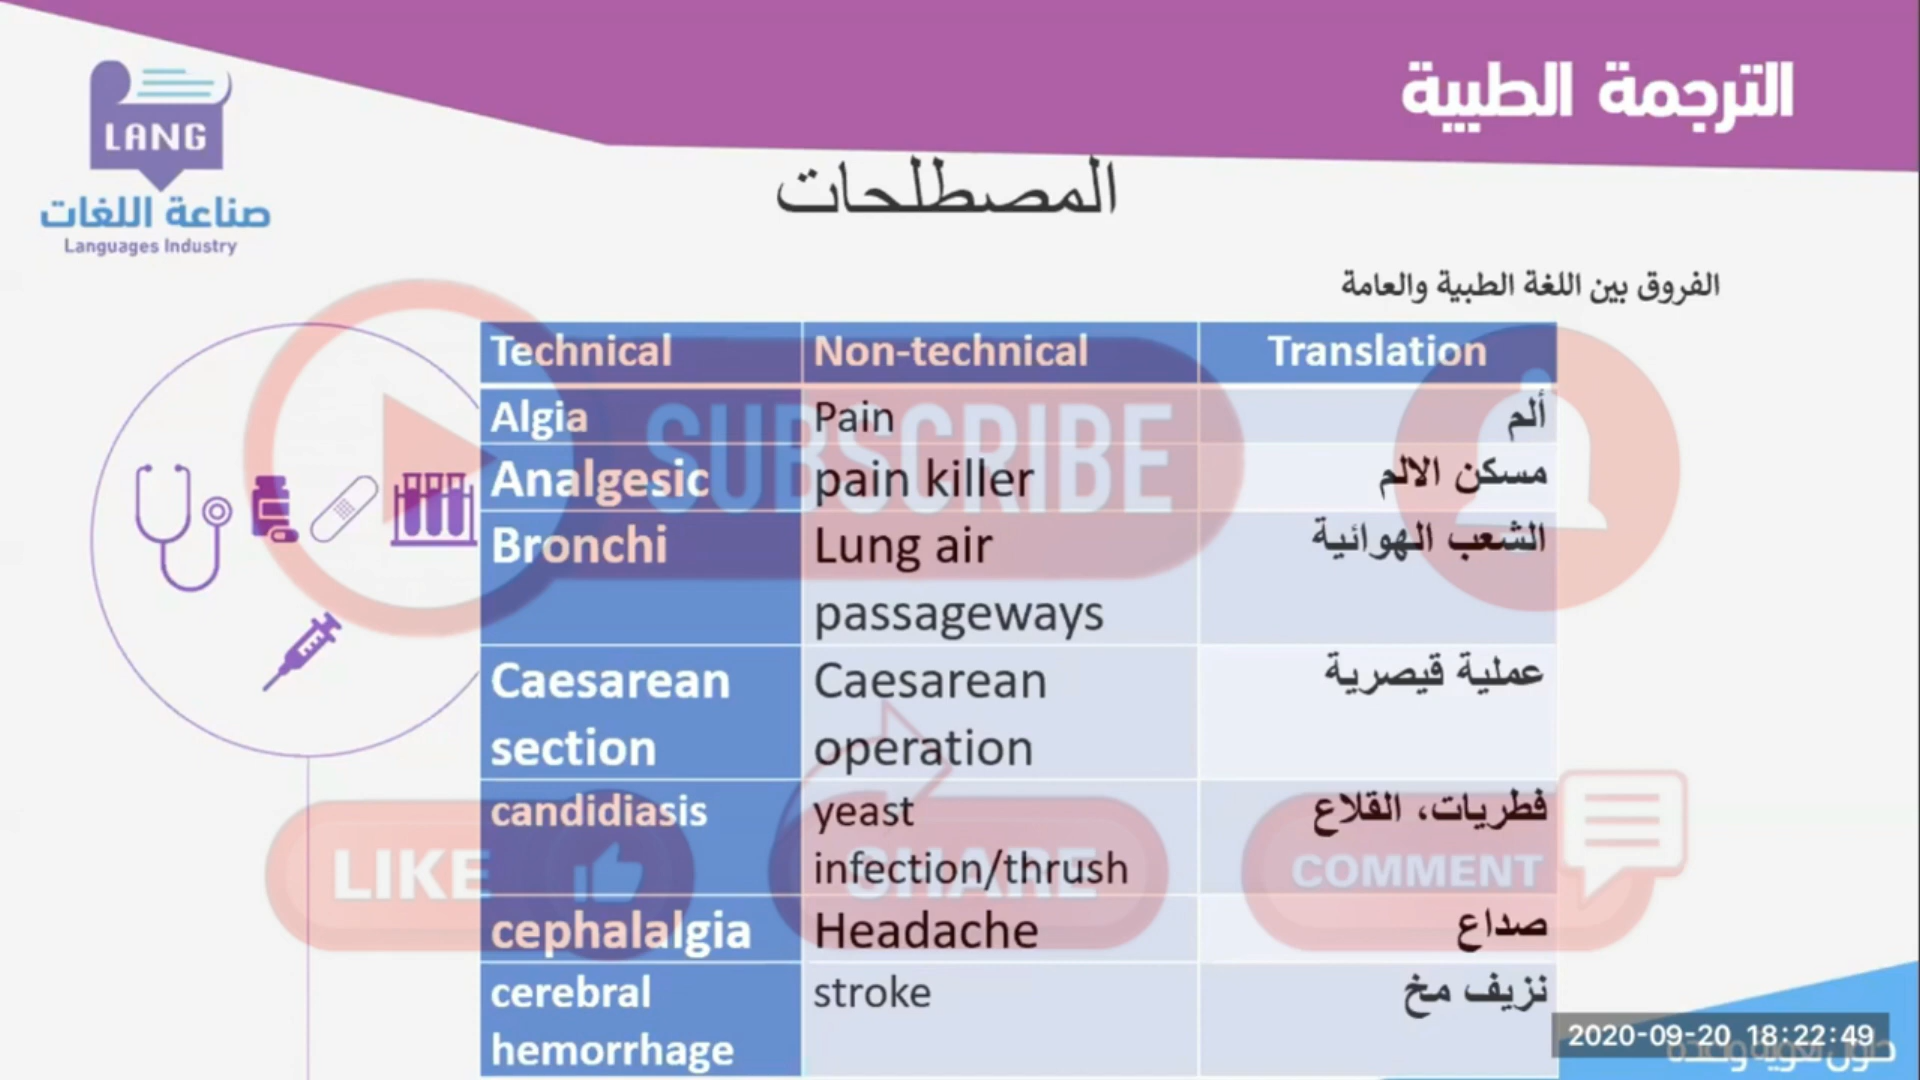 الترجمة الطبية
LANG
صناعة اللغات
Languages Industry
المصطلحات
الفروق بين اللغة الطبية والعامة
Technical Non-technical Translation
Algia Pain ألم
Analgesic pain killer مسكن الالم
Bronchi Lung air الشعب الهوائية
passageways
Caesarean Caesarean عملية قيصرية
section operation
candidiasis yeast فطريات، القلاع
infection/thrush
cephalalgia Headache صداع
cerebral stroke نزيف مخ
hemorrhage
SUBSCRIBE
LIKE
SHARE
COMMENT
2020-09-20 18:22:49